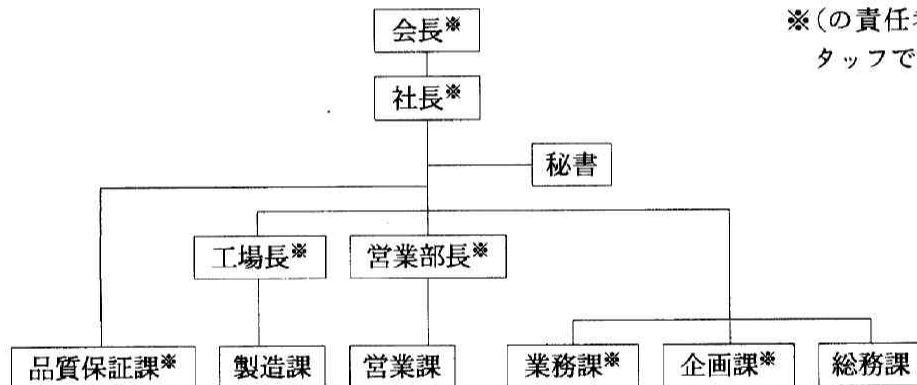 会長※
※(の責任
タッフで
社長※
秘書
工場長※ 営業部長※
品質保証課※ 製造課 営業課 業務課※ 企画課※ 総務課